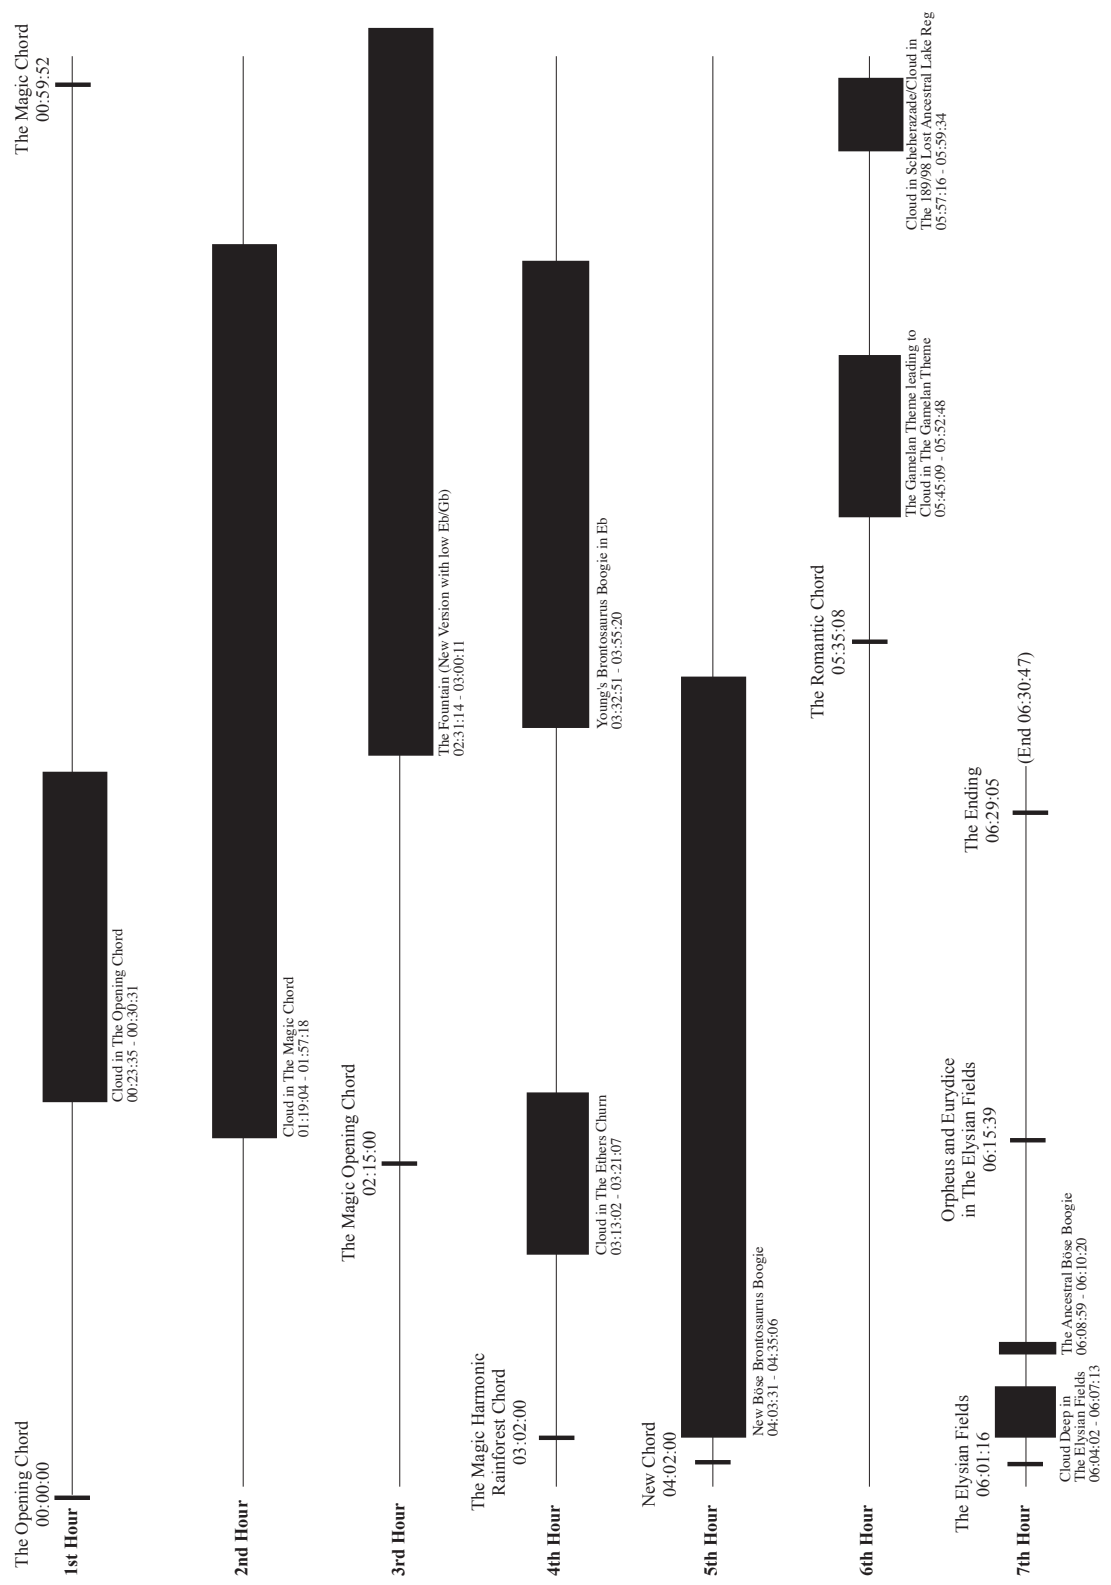 The Opening Chord
00:00:00
The Magic Chord
00:59:52
1st Hour
Cloud in The Opening Chord
00:23:35 - 00:30:31
2nd Hour
Cloud in The Magic Chord
01:19:04 - 01:57:18
The Magic Opening Chord
02:15:00
3rd Hour
The Fountain (New Version with low Eb/Gb)
02:31:14 - 03:00:11
The Magic Harmonic
Rainforest Chord
03:02:00
4th Hour
Cloud in The Ethers Churn
03:13:02 - 03:21:07
Young's Brontosaurus Boogie in Eb
03:32:51 - 03:55:20
New Chord
04:02:00
5th Hour
New Böse Brontosaurus Boogie
04:03:31 - 04:35:06
The Romantic Chord
05:35:08
6th Hour
The Gamelan Theme leading to
Cloud in The Gamelan Theme
05:45:09 - 05:52:48
Cloud in Scheherazade/Cloud in
The 189/98 Lost Ancestral Lake Reg
05:57:16 - 05:59:34
The Elysian Fields
06:01:16
Orpheus and Eurydice
in The Elysian Fields
06:15:39
The Ending
06:29:05
7th Hour
(End 06:30:47)
Cloud Deep in
The Elysian Fields
06:04:02 - 06:07:13
The Ancestral Böse Boogie
06:08:59 - 06:10:20